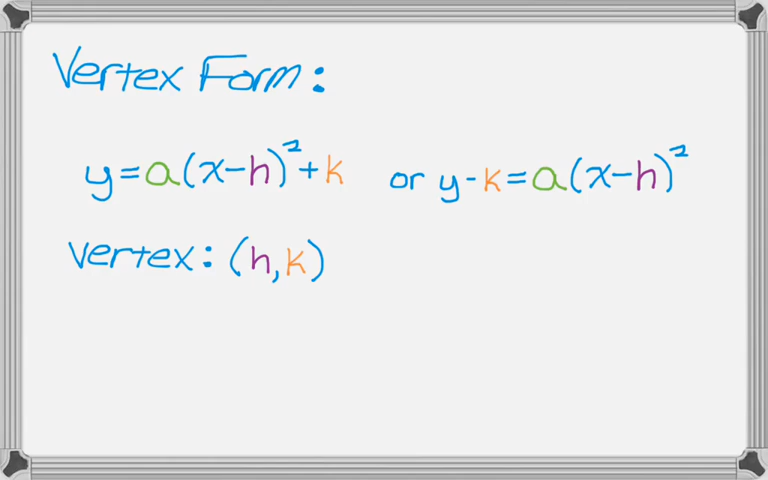 Vertex Form:
y=a(x-h)²+k or y-k=a(x-h)²
Vertex: (h,k)